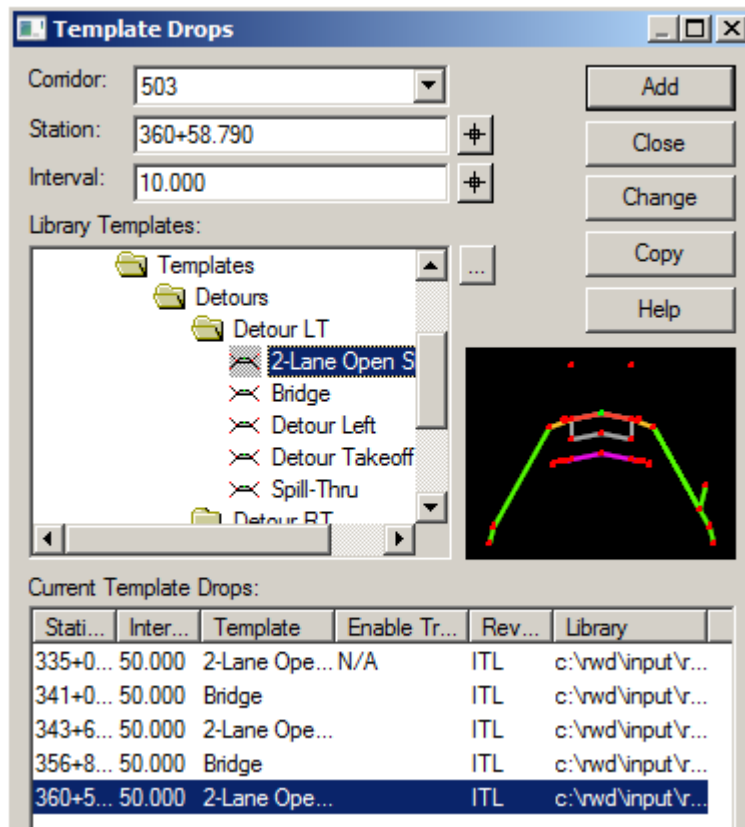 Template Drops
Corridor:
503
Add
Station:
360+58.790
Close
Interval:
10.000
Change
Library Templates:
Copy
Templates
...
Detours
Help
Detour LT
2-Lane Open S
Bridge
Detour Left
Detour Takeoff
Spill-Thru
Detour RT
Current Template Drops:
Stati... Inter... Template Enable Tr... Rev... Library
335+0... 50.000 2-Lane Ope... N/A ITL c:\rwd\input\r...
341+0... 50.000 Bridge ITL c:\rwd\input\r...
343+6... 50.000 2-Lane Ope... ITL c:\rwd\input\r...
356+8... 50.000 Bridge ITL c:\rwd\input\r...
360+5... 50.000 2-Lane Ope... ITL c:\rwd\input\r...